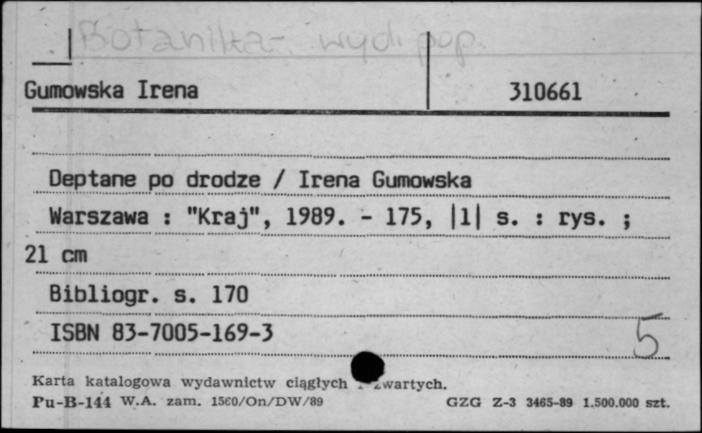 Botanika - wyd. pop.
Gumowska Irena 310661
Deptane po drodze / Irena Gumowska
Warszawa : "Kraj", 1989. - 175, |1| s. : rys. ;
21 cm
Bibliogr. s. 170
ISBN 83-7005-169-3
5
Karta katalogowa wydawnictw ciągłych zwartych.
Pu-B-144 W.A. zam. 1560/On/DW/89 GZG Z-3 3465-89 1.500.000 szt.